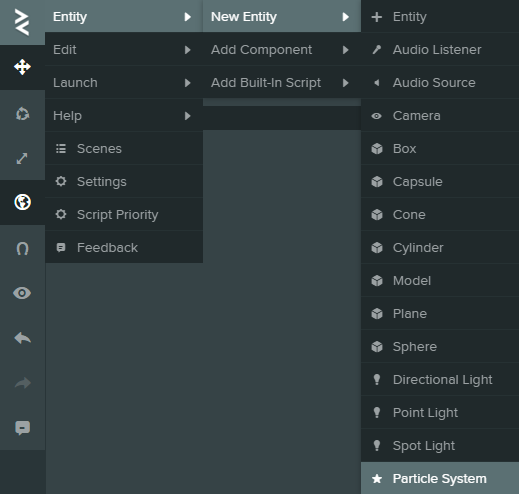 Entity
Edit
Launch
Help
Scenes
Settings
Script Priority
Feedback
New Entity
Add Component
Add Built-In Script
Entity
Audio Listener
Audio Source
Camera
Box
Capsule
Cone
Cylinder
Model
Plane
Sphere
Directional Light
Point Light
Spot Light
Particle System